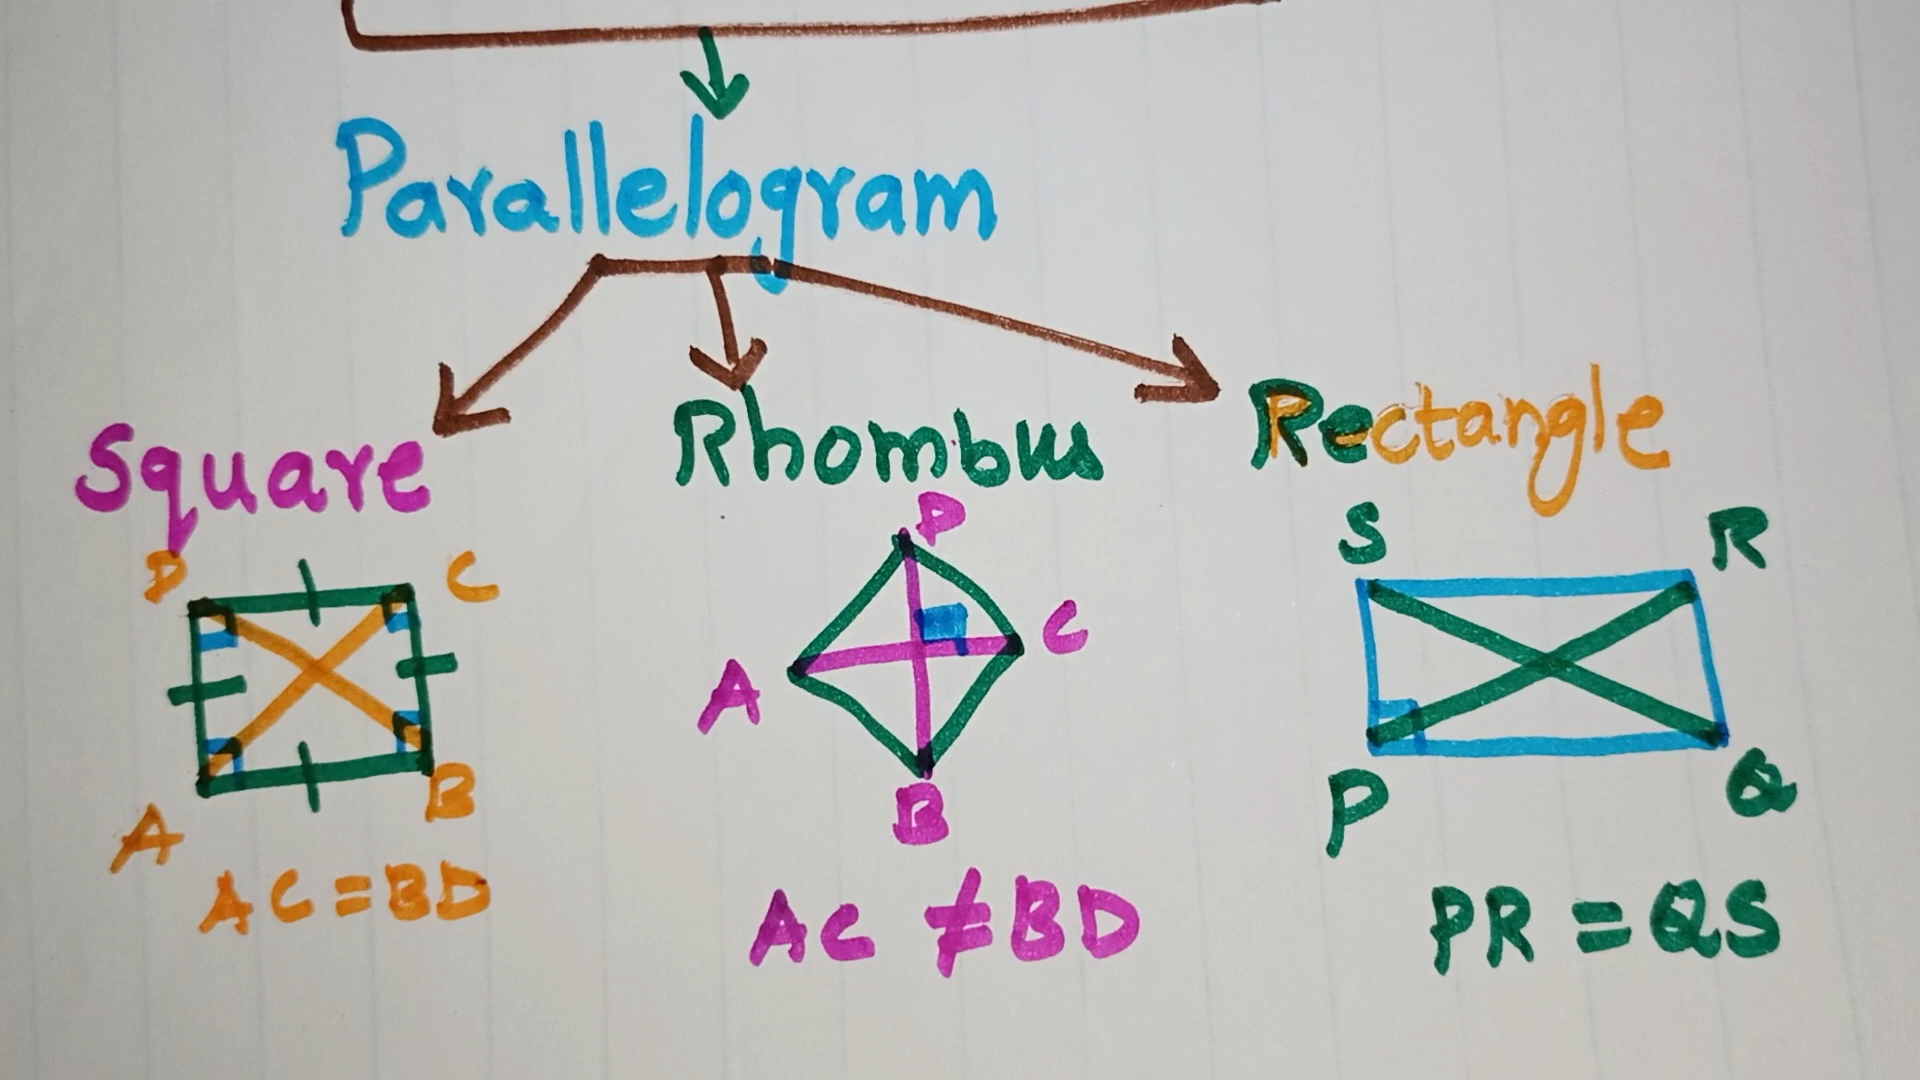 Parallelogram
Square
Rhombus
Rectangle
D C
A B
AC = BD
D
A C
B
AC ≠ BD
S R
P Q
PR = QS